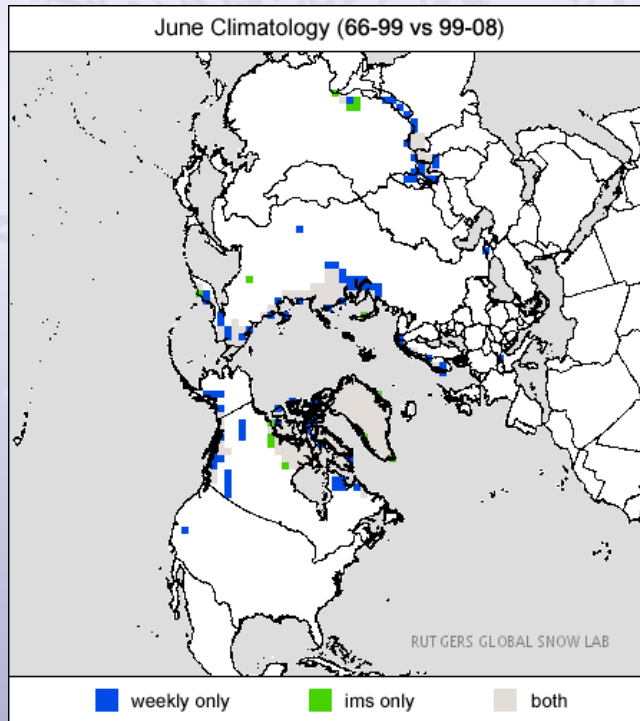 June Climatology (66-99 vs 99-08)
RUTGERS GLOBAL SNOW LAB
weekly only
ims only
both